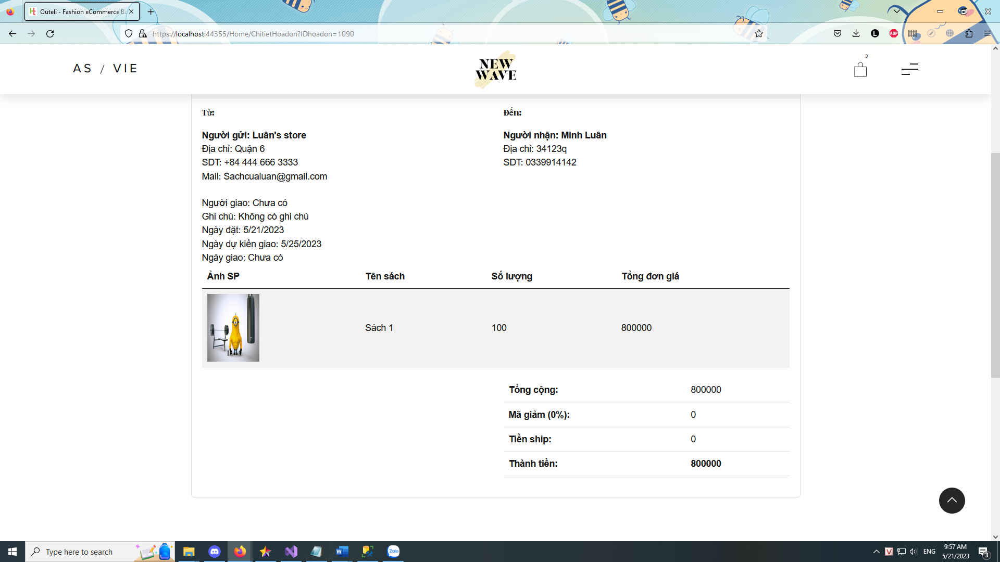 Outeli - Fashion eCommerce Bo
https://localhost:44355/Home/ChitietHoadon?IDhoadon=1090
L
ABP
AS / VIE
NEW
WAVE
2
Từ:
Người gửi: Luân's store
Địa chỉ: Quận 6
SDT: +84 444 666 3333
Mail: Sachcualuan@gmail.com
Người giao: Chưa có
Ghi chú: Không có ghi chú
Ngày đặt: 5/21/2023
Ngày dự kiến giao: 5/25/2023
Ngày giao: Chưa có
Đến:
Người nhận: Minh Luân
Địa chỉ: 34123q
SDT: 0339914142
Ảnh SP Tên sách Số lượng Tổng đơn giá
Sách 1 100 800000
Tổng cộng: 800000
Mã giảm (0%): 0
Tiền ship: 0
Thành tiền: 800000
Type here to search
Zalo
V
ENG
9:57 AM
5/21/2023
3